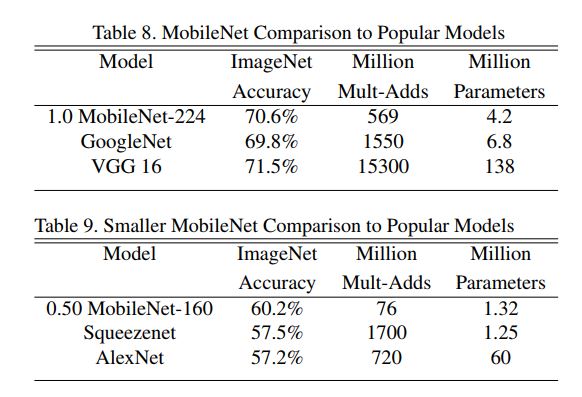 Table 8. MobileNet Comparison to Popular Models
Model ImageNet Million Million
Accuracy Mult-Adds Parameters
1.0 MobileNet-224 70.6% 569 4.2
GoogleNet 69.8% 1550 6.8
VGG 16 71.5% 15300 138
Table 9. Smaller MobileNet Comparison to Popular Models
Model ImageNet Million Million
Accuracy Mult-Adds Parameters
0.50 MobileNet-160 60.2% 76 1.32
Squeezenet 57.5% 1700 1.25
AlexNet 57.2% 720 60